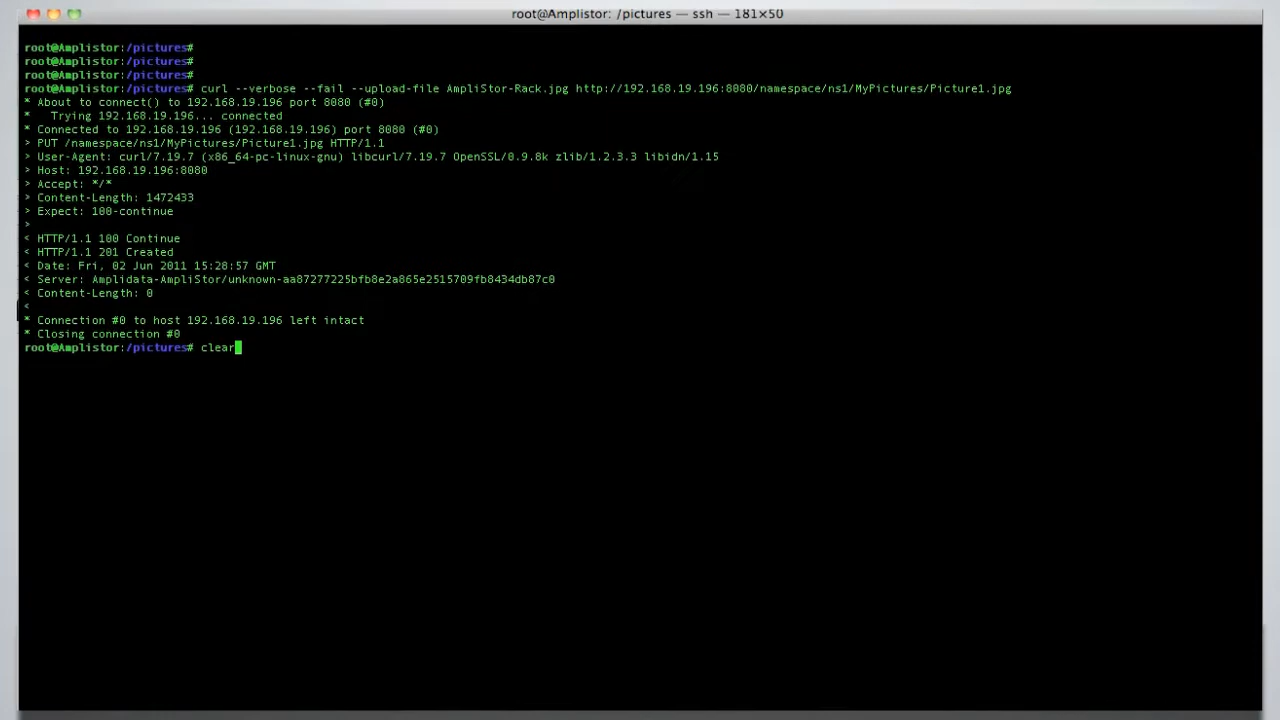 root@Amplistor: /pictures — ssh — 181×50
root@Amplistor:/pictures#
root@Amplistor:/pictures#
root@Amplistor:/pictures#
root@Amplistor:/pictures# curl --verbose --fail --upload-file AmpliStor-Rack.jpg http://192.168.19.196:8080/namespace/ns1/MyPictures/Picture1.jpg
* About to connect() to 192.168.19.196 port 8080 (#0)
*   Trying 192.168.19.196... connected
* Connected to 192.168.19.196 (192.168.19.196) port 8080 (#0)
> PUT /namespace/ns1/MyPictures/Picture1.jpg HTTP/1.1
> User-Agent: curl/7.19.7 (x86_64-pc-linux-gnu) libcurl/7.19.7 OpenSSL/0.9.8k zlib/1.2.3.3 libidn/1.15
> Host: 192.168.19.196:8080
> Accept: */*
> Content-Length: 1472433
> Expect: 100-continue
>
< HTTP/1.1 100 Continue
< HTTP/1.1 201 Created
< Date: Fri, 02 Jun 2011 15:28:57 GMT
< Server: Amplidata-AmpliStor/unknown-aa87277225bfb8e2a865e2515709fb8434db87c0
< Content-Length: 0
<
* Connection #0 to host 192.168.19.196 left intact
* Closing connection #0
root@Amplistor:/pictures# clear